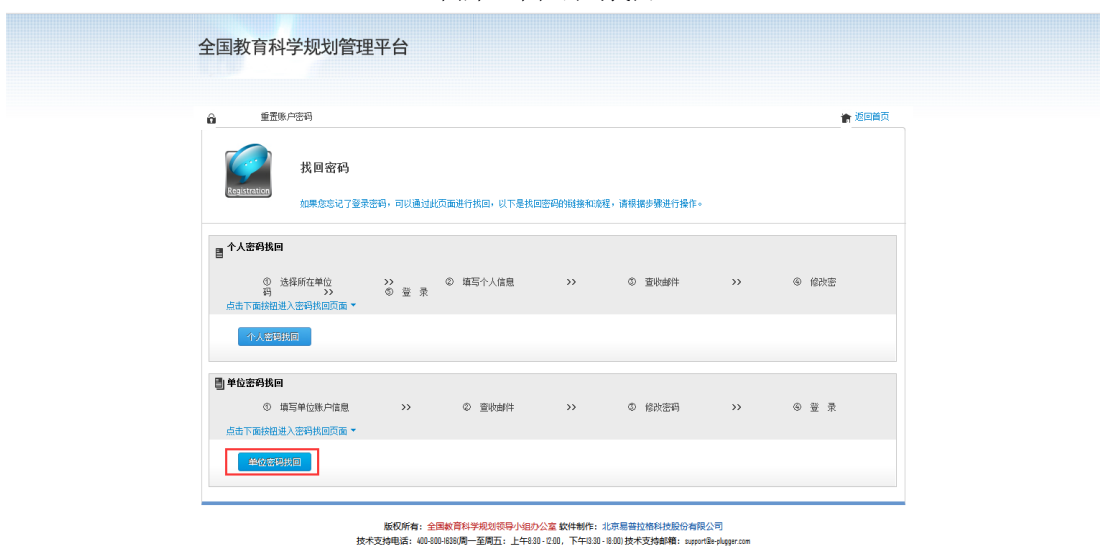 全国教育科学规划管理平台
重置账户密码
返回首页
Registration
找回密码
如果您忘记了登录密码，可以通过此页面进行找回，以下是找回密码的链接和流程，请根据步骤进行操作。
个人密码找回
① 选择所在单位 >> ② 填写个人信息 >> ③ 查收邮件 >> ④ 修改密
码 >> ⑤ 登 录
点击下面按钮进入密码找回页面
个人密码找回
单位密码找回
① 填写单位账户信息 >> ② 查收邮件 >> ③ 修改密码 >> ④ 登 录
点击下面按钮进入密码找回页面
单位密码找回
版权所有：全国教育科学规划领导小组办公室 软件制作：北京易普拉格科技股份有限公司
技术支持电话：400-800-1636(周一至周五：上午8:30 - 12:00，下午13:30 - 18:00) 技术支持邮箱：support@e-plugger.com